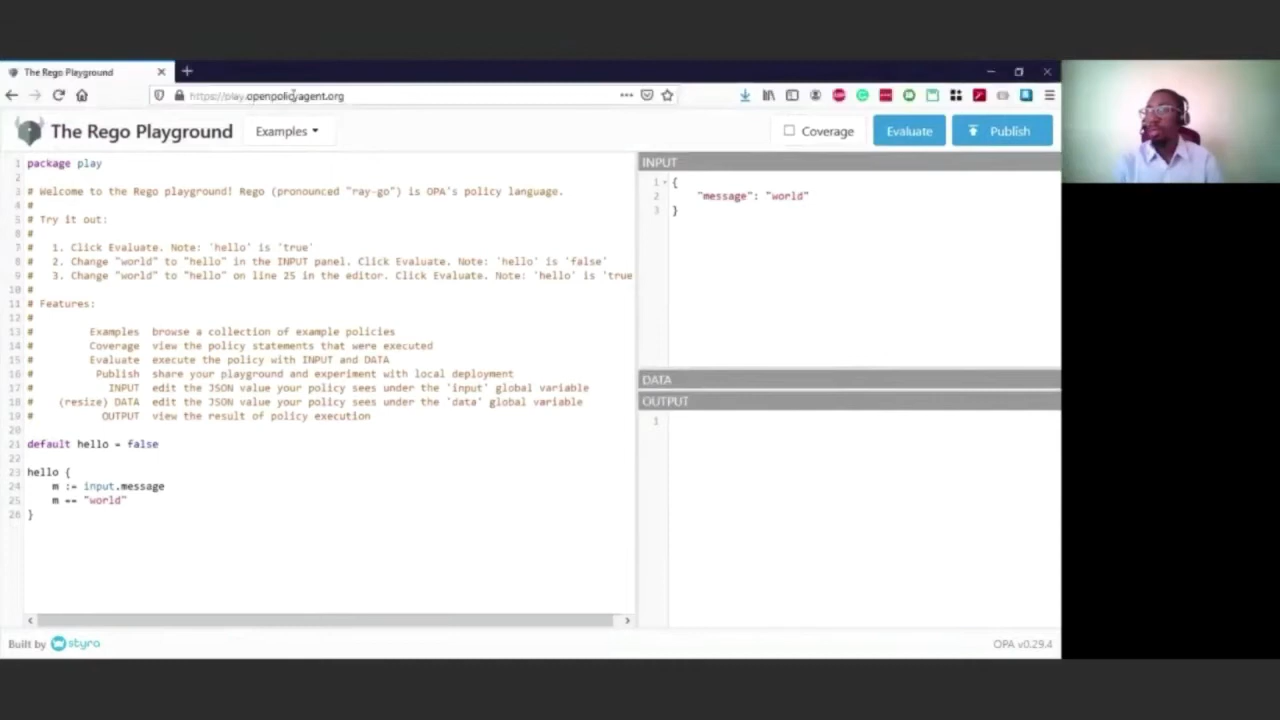 The Rego Playground
https://play.openpolicyagent.org
The Rego Playground
Examples
Coverage
Evaluate
Publish
1 package play
2
3 # Welcome to the Rego playground! Rego (pronounced "ray-go") is OPA's policy language.
4 #
5 # Try it out:
6 #
7 #   1. Click Evaluate. Note: 'hello' is 'true'
8 #   2. Change "world" to "hello" in the INPUT panel. Click Evaluate. Note: 'hello' is 'false'
9 #   3. Change "world" to "hello" on line 25 in the editor. Click Evaluate. Note: 'hello' is 'true
10 #
11 # Features:
12 #
13 #         Examples  browse a collection of example policies
14 #         Coverage  view the policy statements that were executed
15 #         Evaluate  execute the policy with INPUT and DATA
16 #          Publish  share your playground and experiment with local deployment
17 #            INPUT  edit the JSON value your policy sees under the 'input' global variable
18 #    (resize) DATA  edit the JSON value your policy sees under the 'data' global variable
19 #           OUTPUT  view the result of policy execution
20
21 default hello = false
22
23 hello {
24     m := input.message
25     m == "world"
26 }
INPUT
1 {
2     "message": "world"
3 }
DATA
OUTPUT
1
Built by styra
OPA v0.29.4